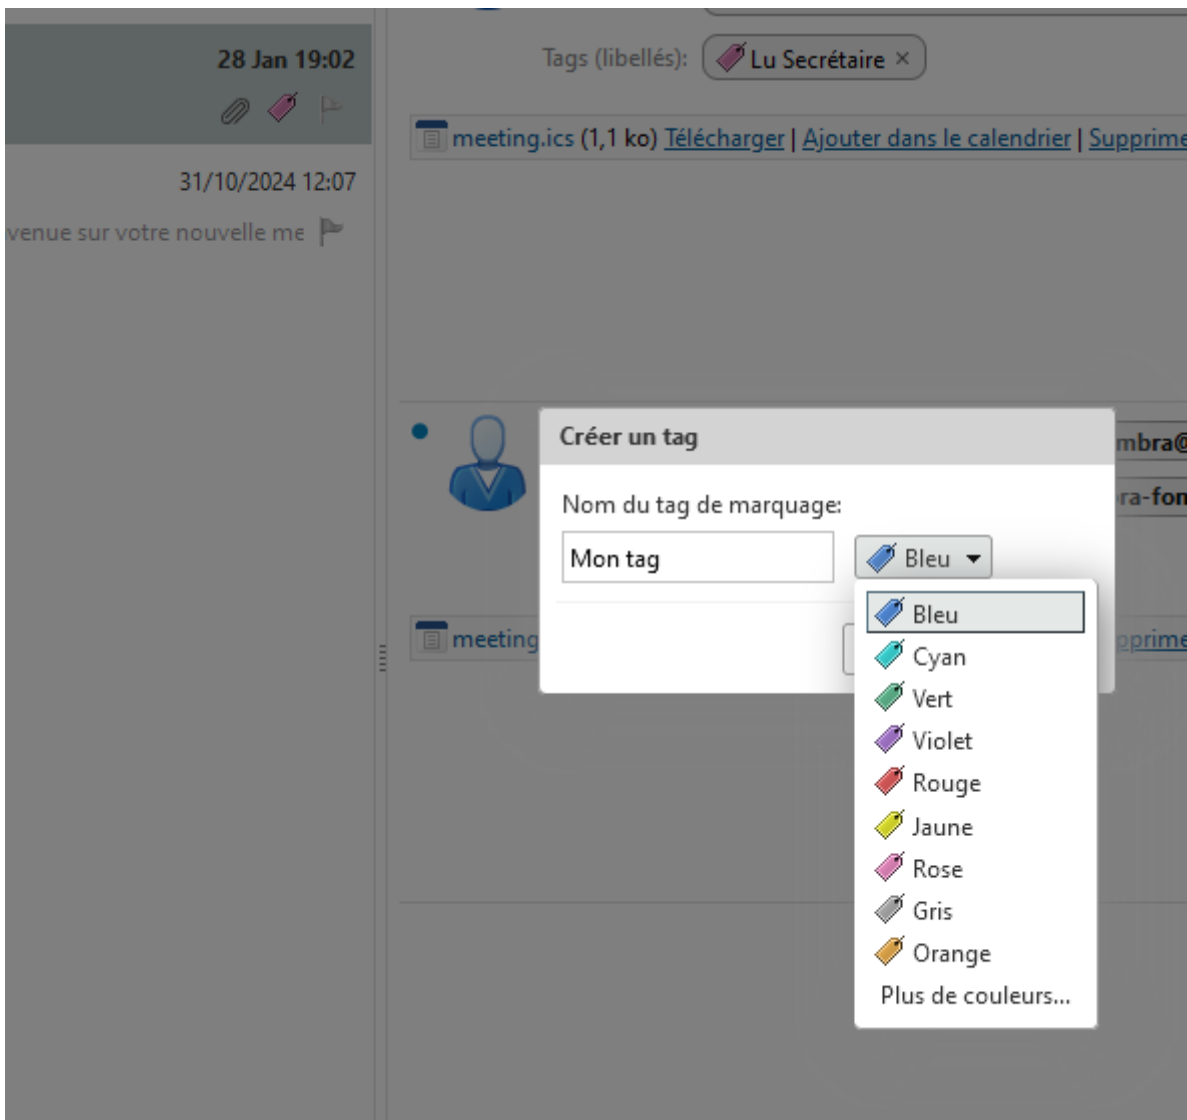 28 Jan 19:02
Tags (libellés): Lu Secrétaire ×
meeting.ics (1,1 ko) Télécharger | Ajouter dans le calendrier | Supprime
31/10/2024 12:07
venue sur votre nouvelle me
Créer un tag
mbra@
Nom du tag de marquage:
ra-fon
Mon tag
Bleu
Bleu
meeting
pprime
Cyan
Vert
Violet
Rouge
Jaune
Rose
Gris
Orange
Plus de couleurs...